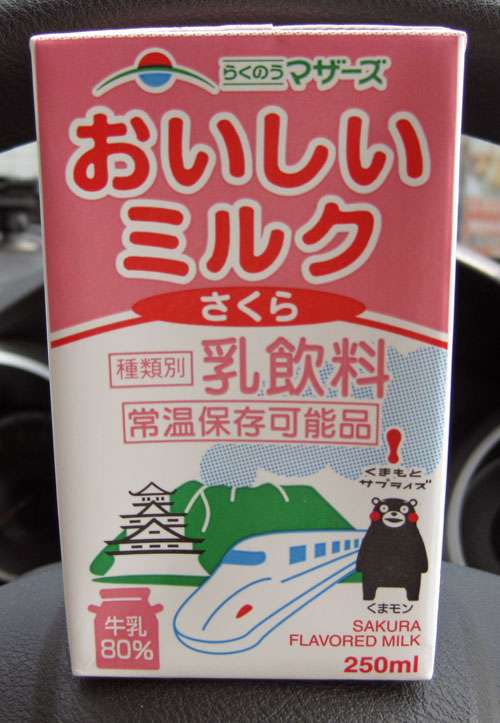 らくのうマザーズ
おいしい
ミルク
さくら
種類別 乳飲料
常温保存可能品
!
くまもと
サプライズ
くまモン
牛乳
80%
SAKURA
FLAVORED MILK
250ml